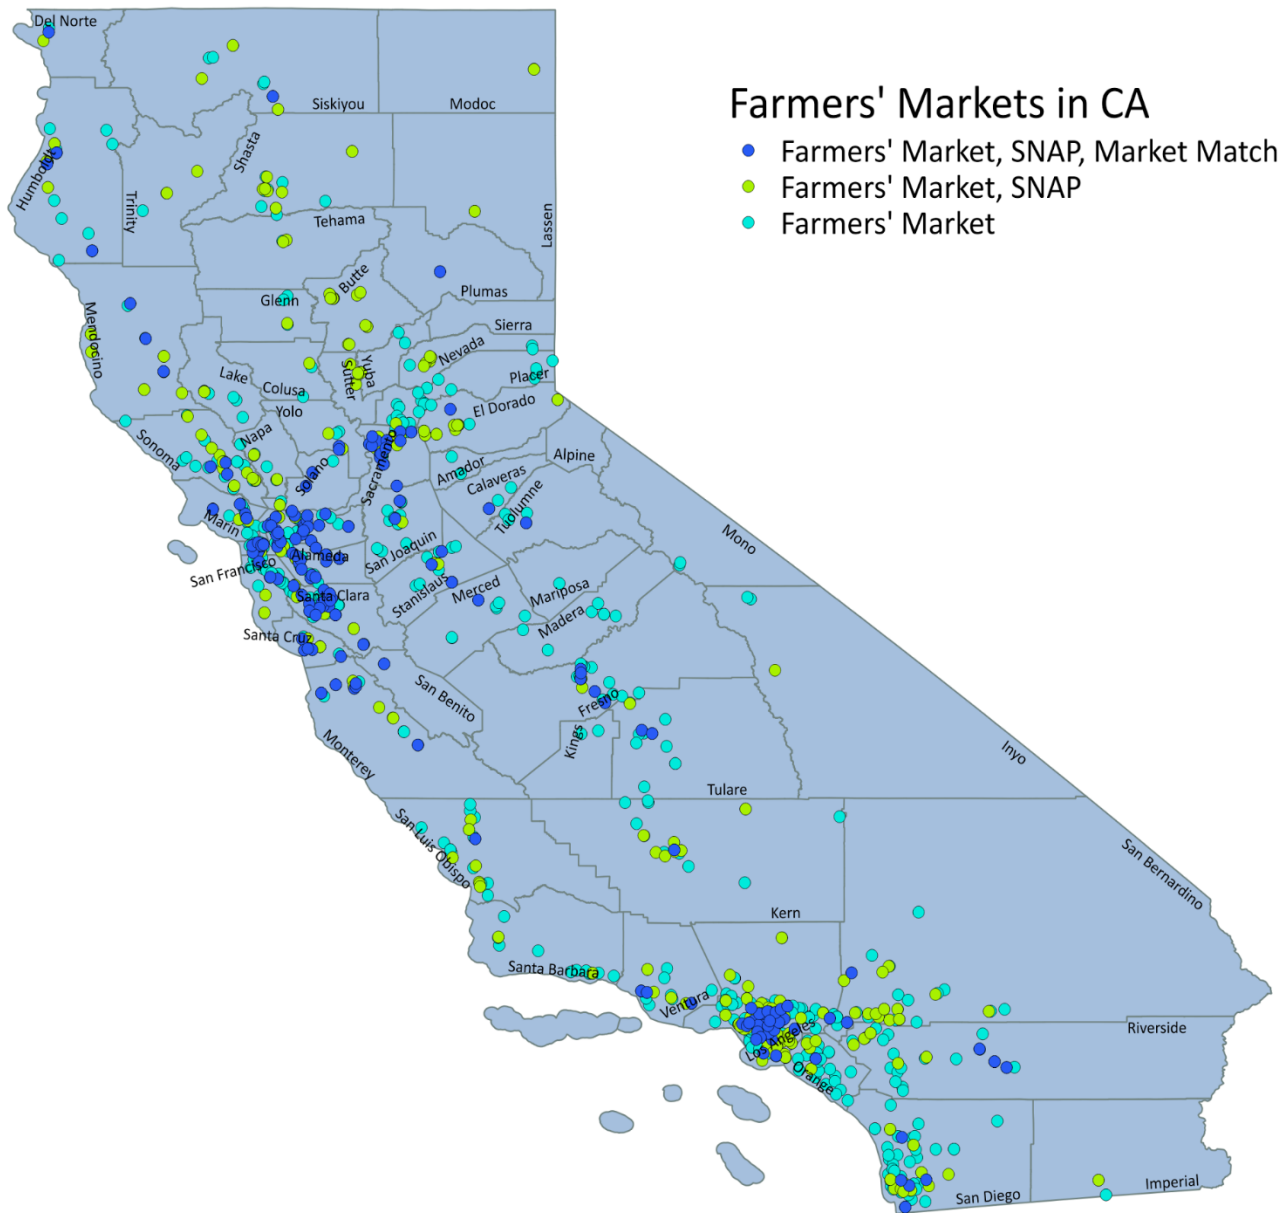 Del Norte
Farmers' Markets in CA
Siskiyou
Modoc
Farmers' Market, SNAP, Market Match
Shasta
Humboldt
Farmers' Market, SNAP
Trinity
Tehama
Lassen
Farmers' Market
Butte
Plumas
Glenn
Mendocino
Sierra
Nevada
Yuba
Sutter
Lake
Colusa
Placer
Yolo
El Dorado
Napa
Sonoma
Sacramento
Solano
Amador
Alpine
Calaveras
Tuolumne
Marin
Mono
San Joaquin
Alameda
San Francisco
Stanislaus
Merced
Mariposa
Santa Clara
Madera
Santa Cruz
San Benito
Fresno
Kings
Monterey
Inyo
Tulare
San Luis Obispo
San Bernardino
Kern
Santa Barbara
Ventura
Los Angeles
Riverside
Orange
Imperial
San Diego